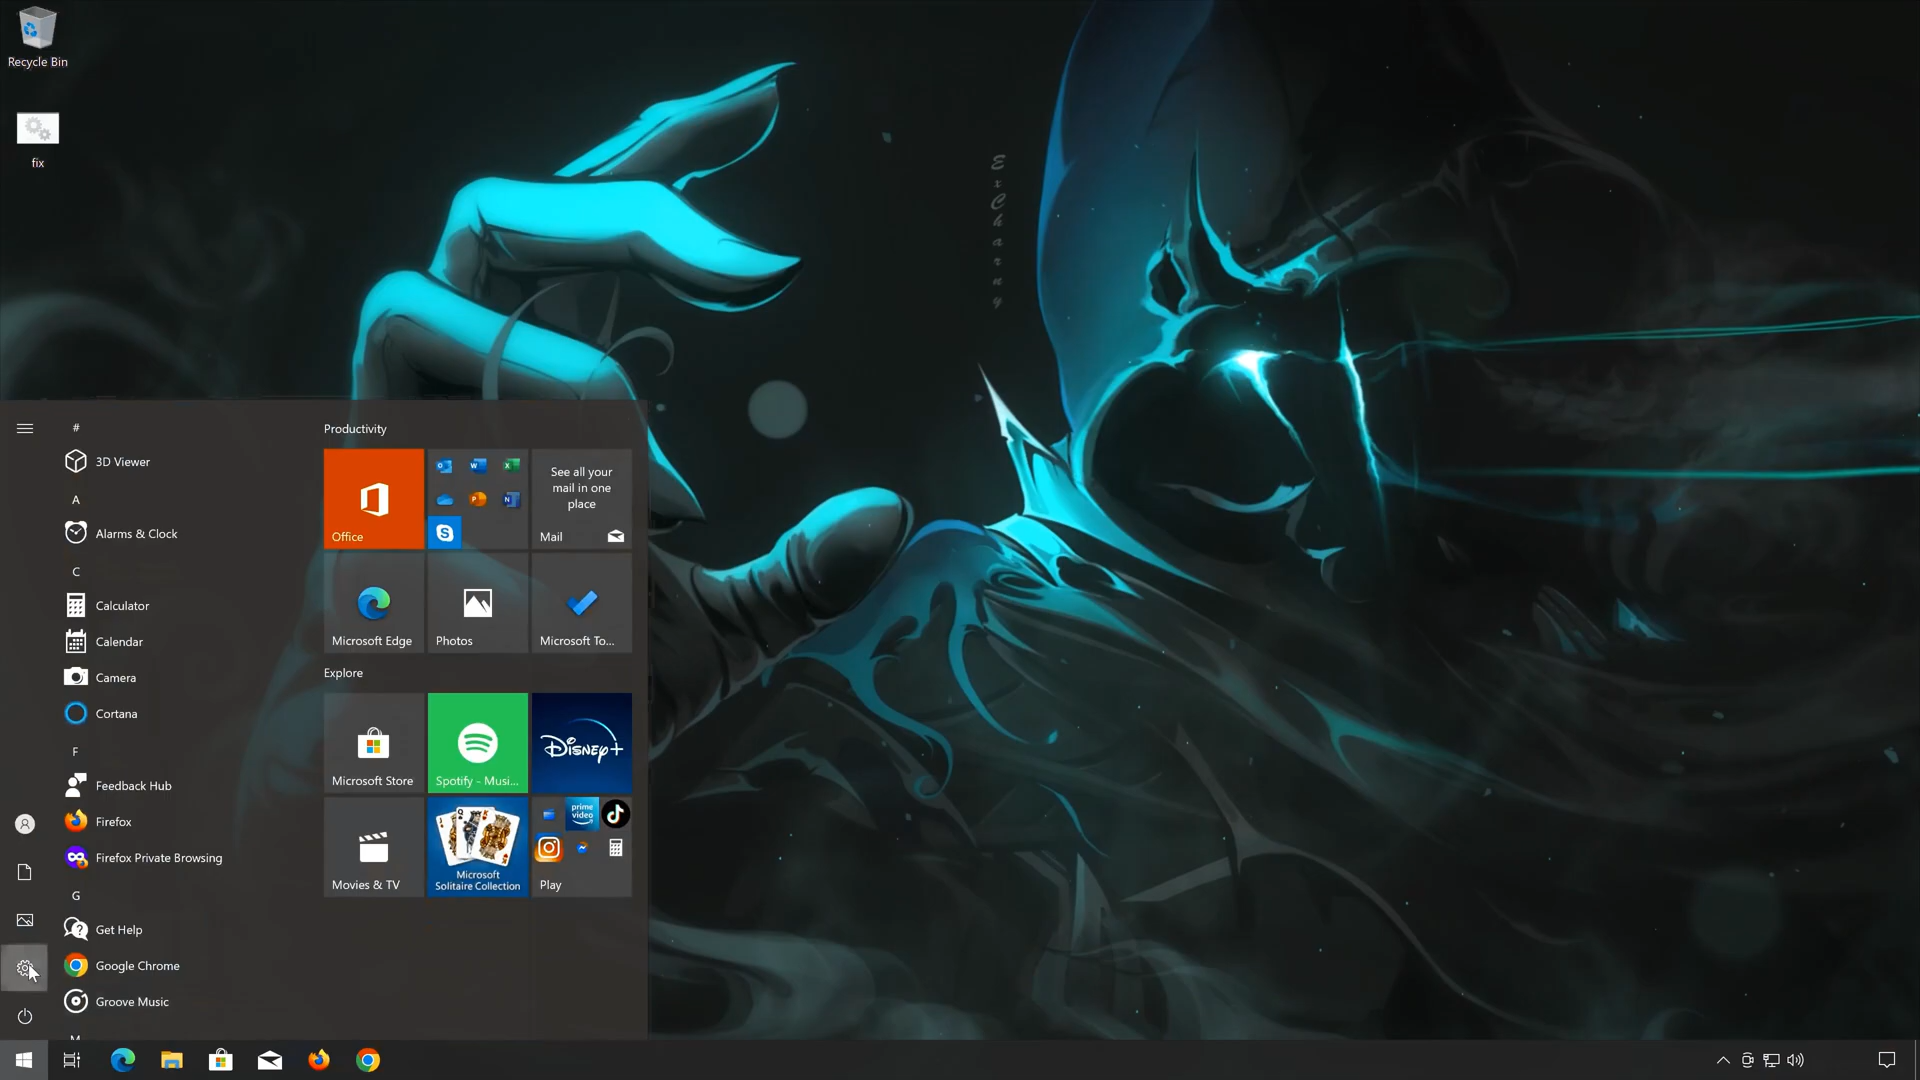 Recycle Bin
fix
ExCharny
#
3D Viewer
A
Alarms & Clock
C
Calculator
Calendar
Camera
Cortana
F
Feedback Hub
Firefox
Firefox Private Browsing
G
Get Help
Google Chrome
Groove Music
M
Productivity
Office
See all your
mail in one
place
Mail
Microsoft Edge
Photos
Microsoft To...
Explore
Microsoft Store
Spotify - Musi...
Disney+
Movies & TV
Microsoft
Solitaire Collection
prime
video
Play